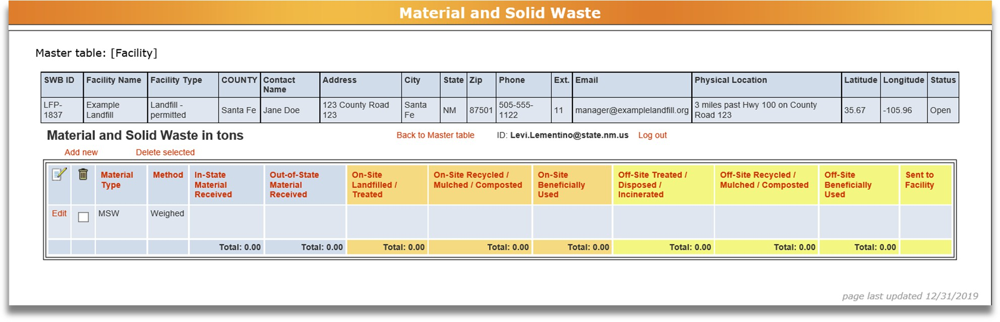 Material and Solid Waste
Master table: [Facility]
SWB ID Facility Name Facility Type COUNTY Contact Name Address City State Zip Phone Ext. Email Physical Location Latitude Longitude Status
LFP-1837 Example Landfill Landfill - permitted Santa Fe Jane Doe 123 County Road 123 Santa Fe NM 87501 505-555-1122 11 manager@examplelandfill.org 3 miles past Hwy 100 on County Road 123 35.67 -105.96 Open
Material and Solid Waste in tons Back to Master table ID: Levi.Lementino@state.nm.us Log out
Add new Delete selected
Material Type Method In-State Material Received Out-of-State Material Received On-Site Landfilled / Treated On-Site Recycled / Mulched / Composted On-Site Beneficially Used Off-Site Treated / Disposed / Incinerated Off-Site Recycled / Mulched / Composted Off-Site Beneficially Used Sent to Facility
Edit MSW Weighed
Total: 0.00 Total: 0.00 Total: 0.00 Total: 0.00 Total: 0.00 Total: 0.00 Total: 0.00 Total: 0.00
page last updated 12/31/2019